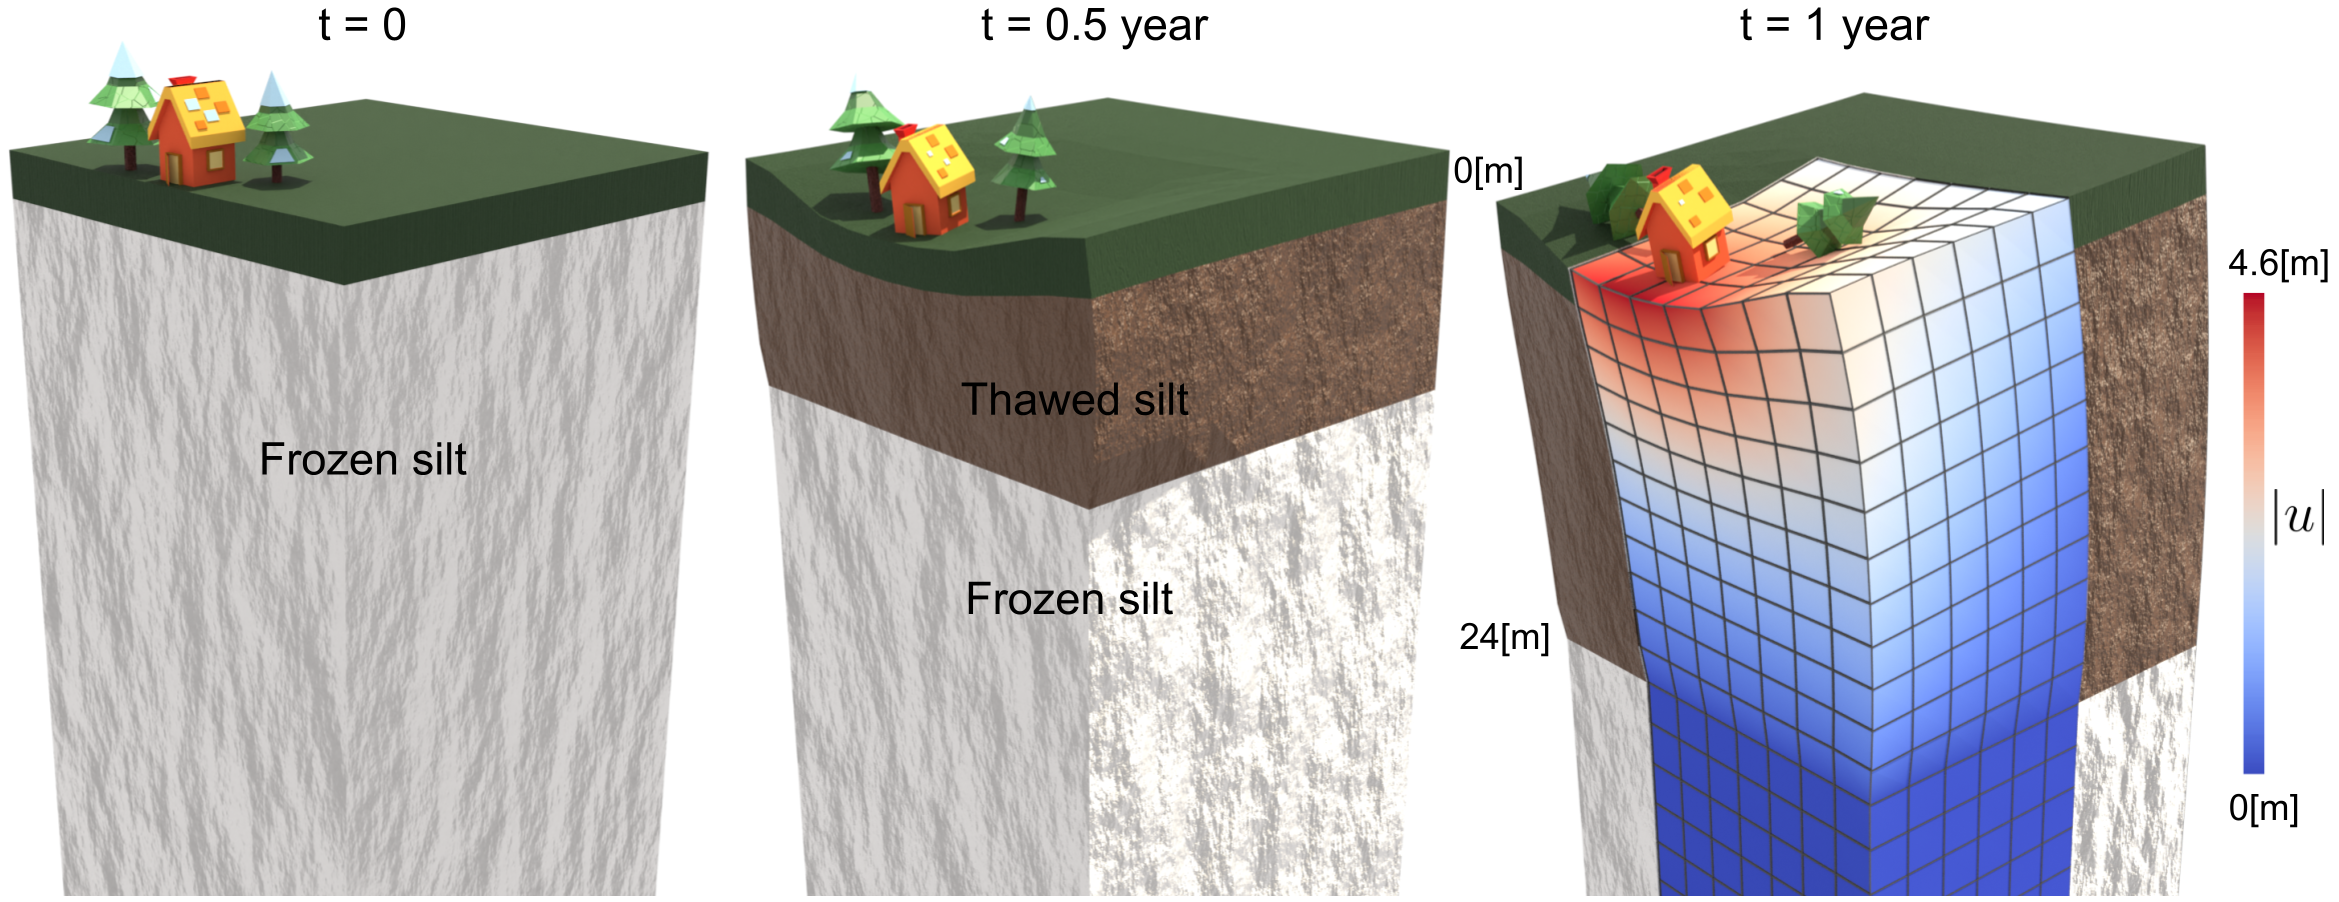 t = 0
t = 0.5 year
t = 1 year
0[m]
4.6[m]
Thawed silt
Frozen silt
|u|
Frozen silt
24[m]
0[m]